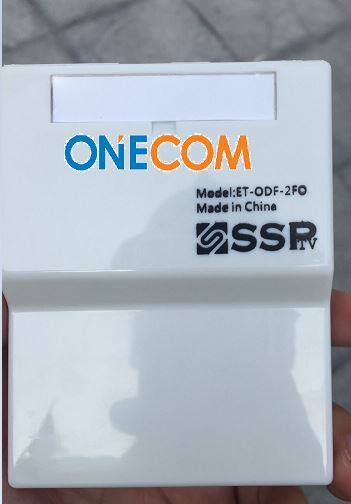 ONECOM
Model:ET-ODF-2FO
Made in China
SSP
TV